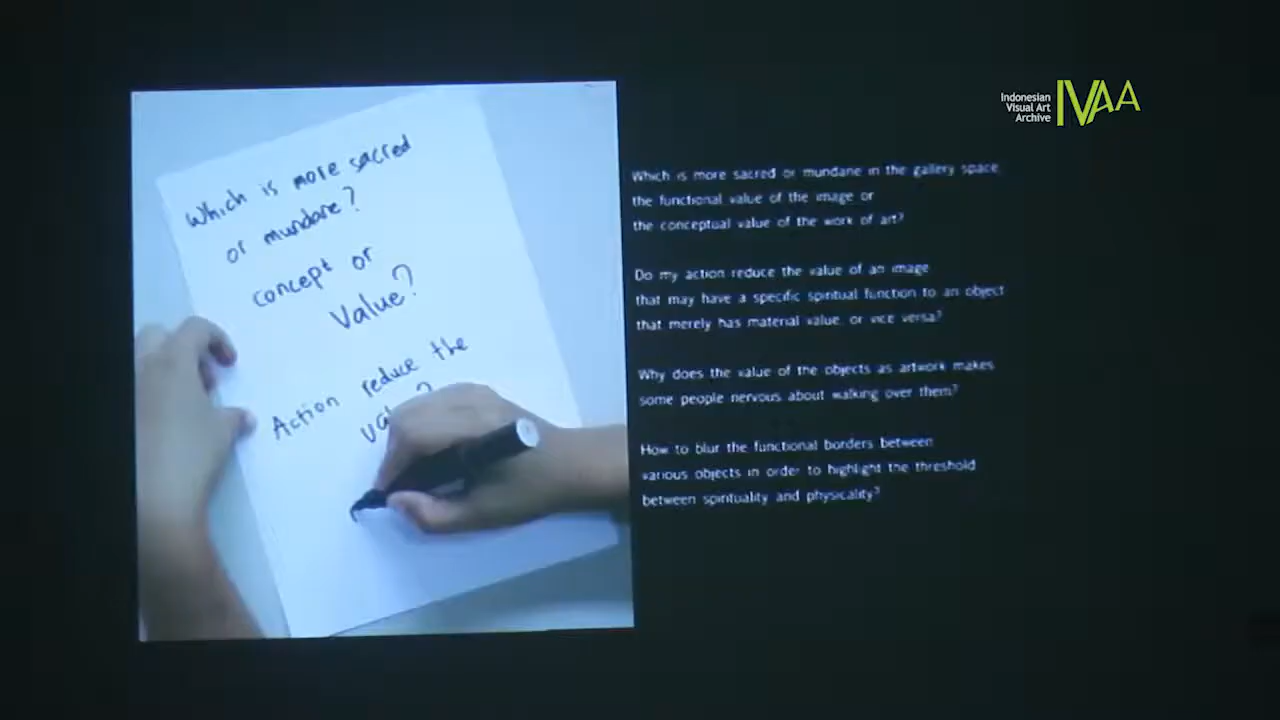 Which is more sacred
or mundane?
concept or
Value?
Action reduce the
Indonesian
Visual Art
Archive
IVAA
Which is more sacred or mundane in the gallery space
the functional value of the image or
the conceptual value of the work of art?
Do my action reduce the value of an image
that may have a specific spiritual function to an object
that merely has material value, or vice versa?
Why does the value of the objects as artwork makes
some people nervous about walking over them?
How to blur the functional borders between
various objects in order to highlight the threshold
between spirituality and physicality?